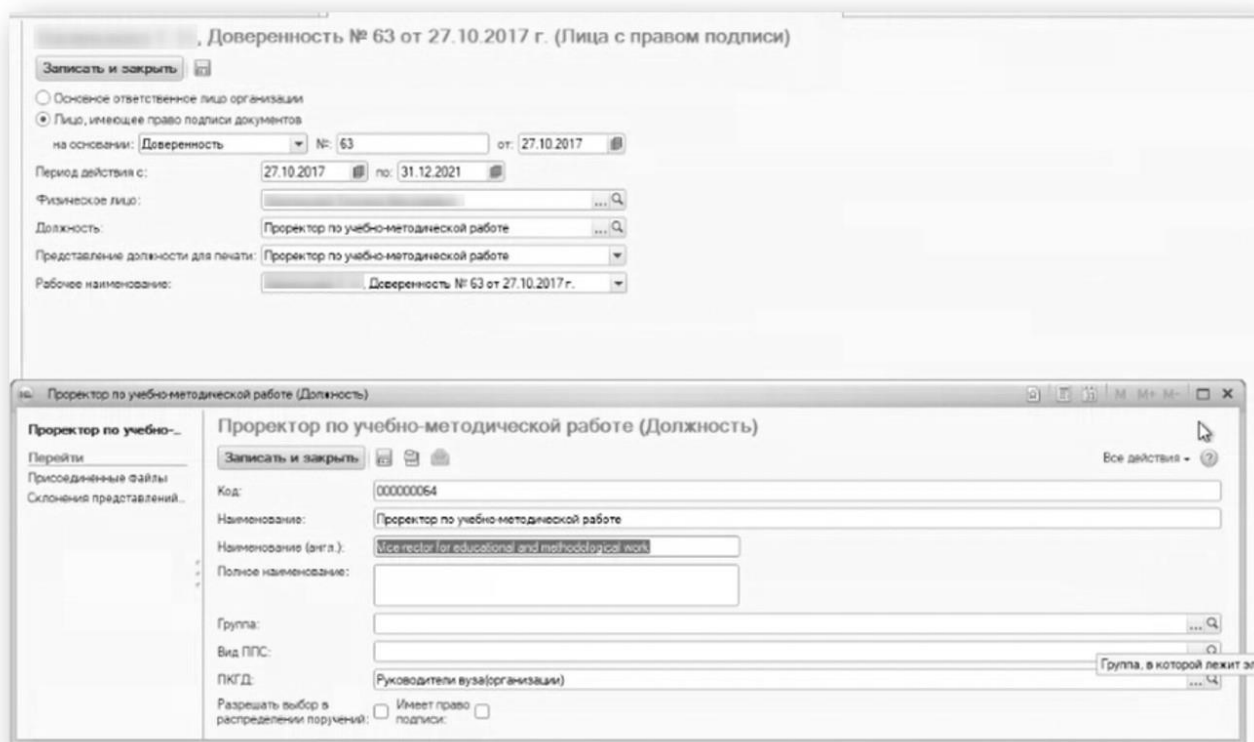 , Доверенность № 63 от 27.10.2017 г. (Лица с правом подписи)
Записать и закрыть
Основное ответственное лицо организации
Лицо, имеющее право подписи документов
на основании: Доверенность №: 63 от: 27.10.2017
Период действия с: 27.10.2017 по: 31.12.2021
Физическое лицо: ...
Должность: Проректор по учебно-методической работе ...
Представление должности для печати: Проректор по учебно-методической работе
Рабочее наименование: , Доверенность № 63 от 27.10.2017 г.
Проректор по учебно-методической работе (Должность) M M+ M-
Проректор по учебно-...
Перейти
Присоединенные файлы
Склонения представлений...
Проректор по учебно-методической работе (Должность)
Записать и закрыть Все действия
Код: 000000064
Наименование: Проректор по учебно-методической работе
Наименование (англ.): Vice rector for educational and methodological work
Полное наименование:
Группа: ...
Вид ППС:
Группа, в которой лежит эл
ПКГД: Руководители вуза(организации) ...
Разрешать выбор в распределении поручений: Имеет право подписи: